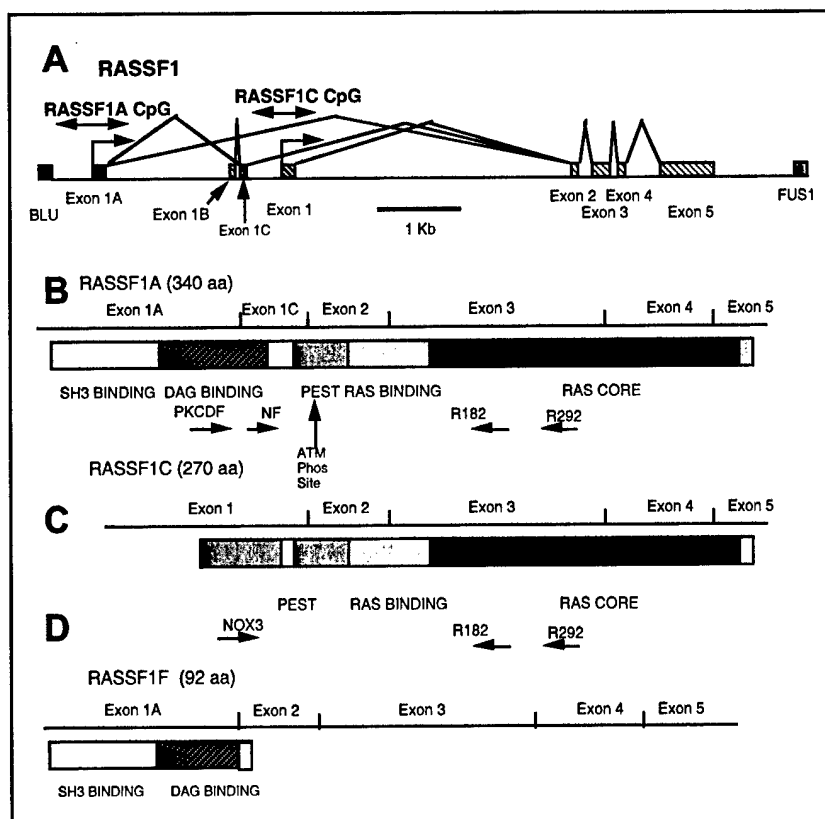 A RASSF1
RASSF1A CpG
RASSF1C CpG
BLU
Exon 1A
Exon 1B
Exon 1C
Exon 1
1 Kb
Exon 2
Exon 3
Exon 4
Exon 5
FUS1
B RASSF1A (340 aa)
Exon 1A Exon 1C Exon 2 Exon 3 Exon 4 Exon 5
SH3 BINDING DAG BINDING PEST RAS BINDING RAS CORE
PKCDF NF R182 R292
ATM
Phos
Site
RASSF1C (270 aa)
Exon 1 Exon 2 Exon 3 Exon 4 Exon 5
C
PEST RAS BINDING RAS CORE
D NOX3 R182 R292
RASSF1F (92 aa)
Exon 1A Exon 2 Exon 3 Exon 4 Exon 5
SH3 BINDING DAG BINDING